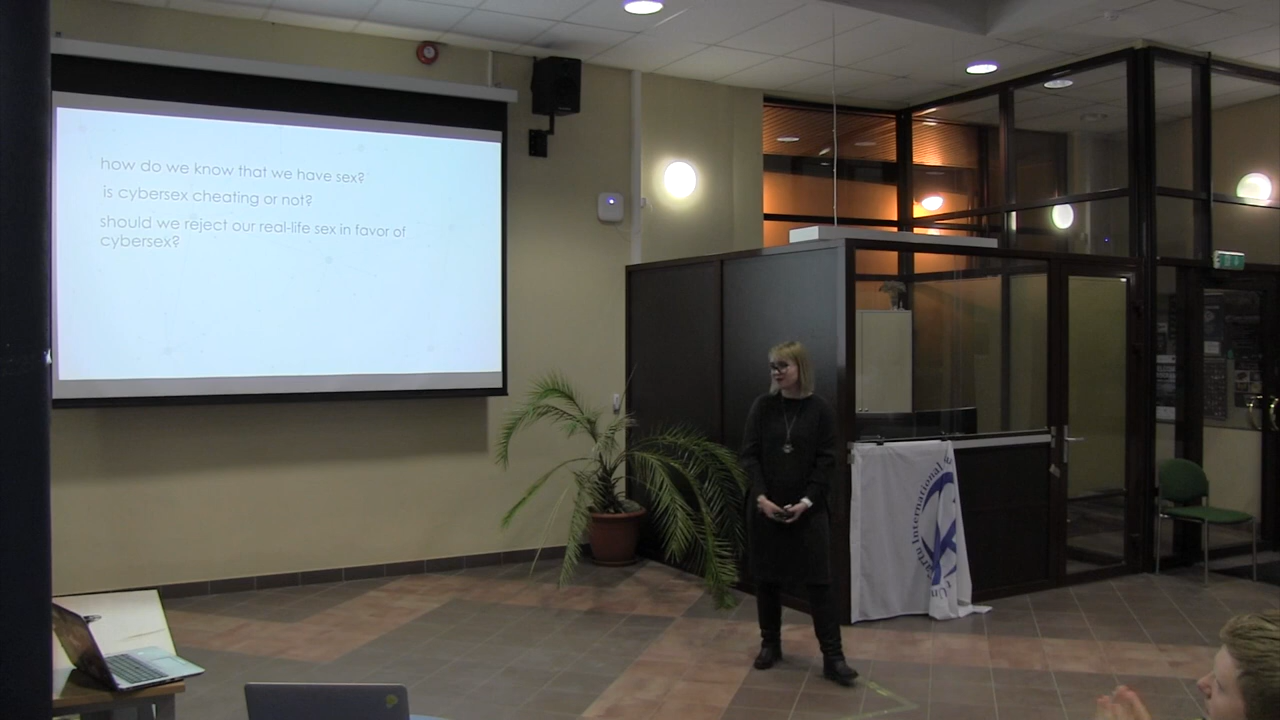 how do we know that we have sex?
is cybersex cheating or not?
should we reject our real-life sex in favor of
cybersex?
International